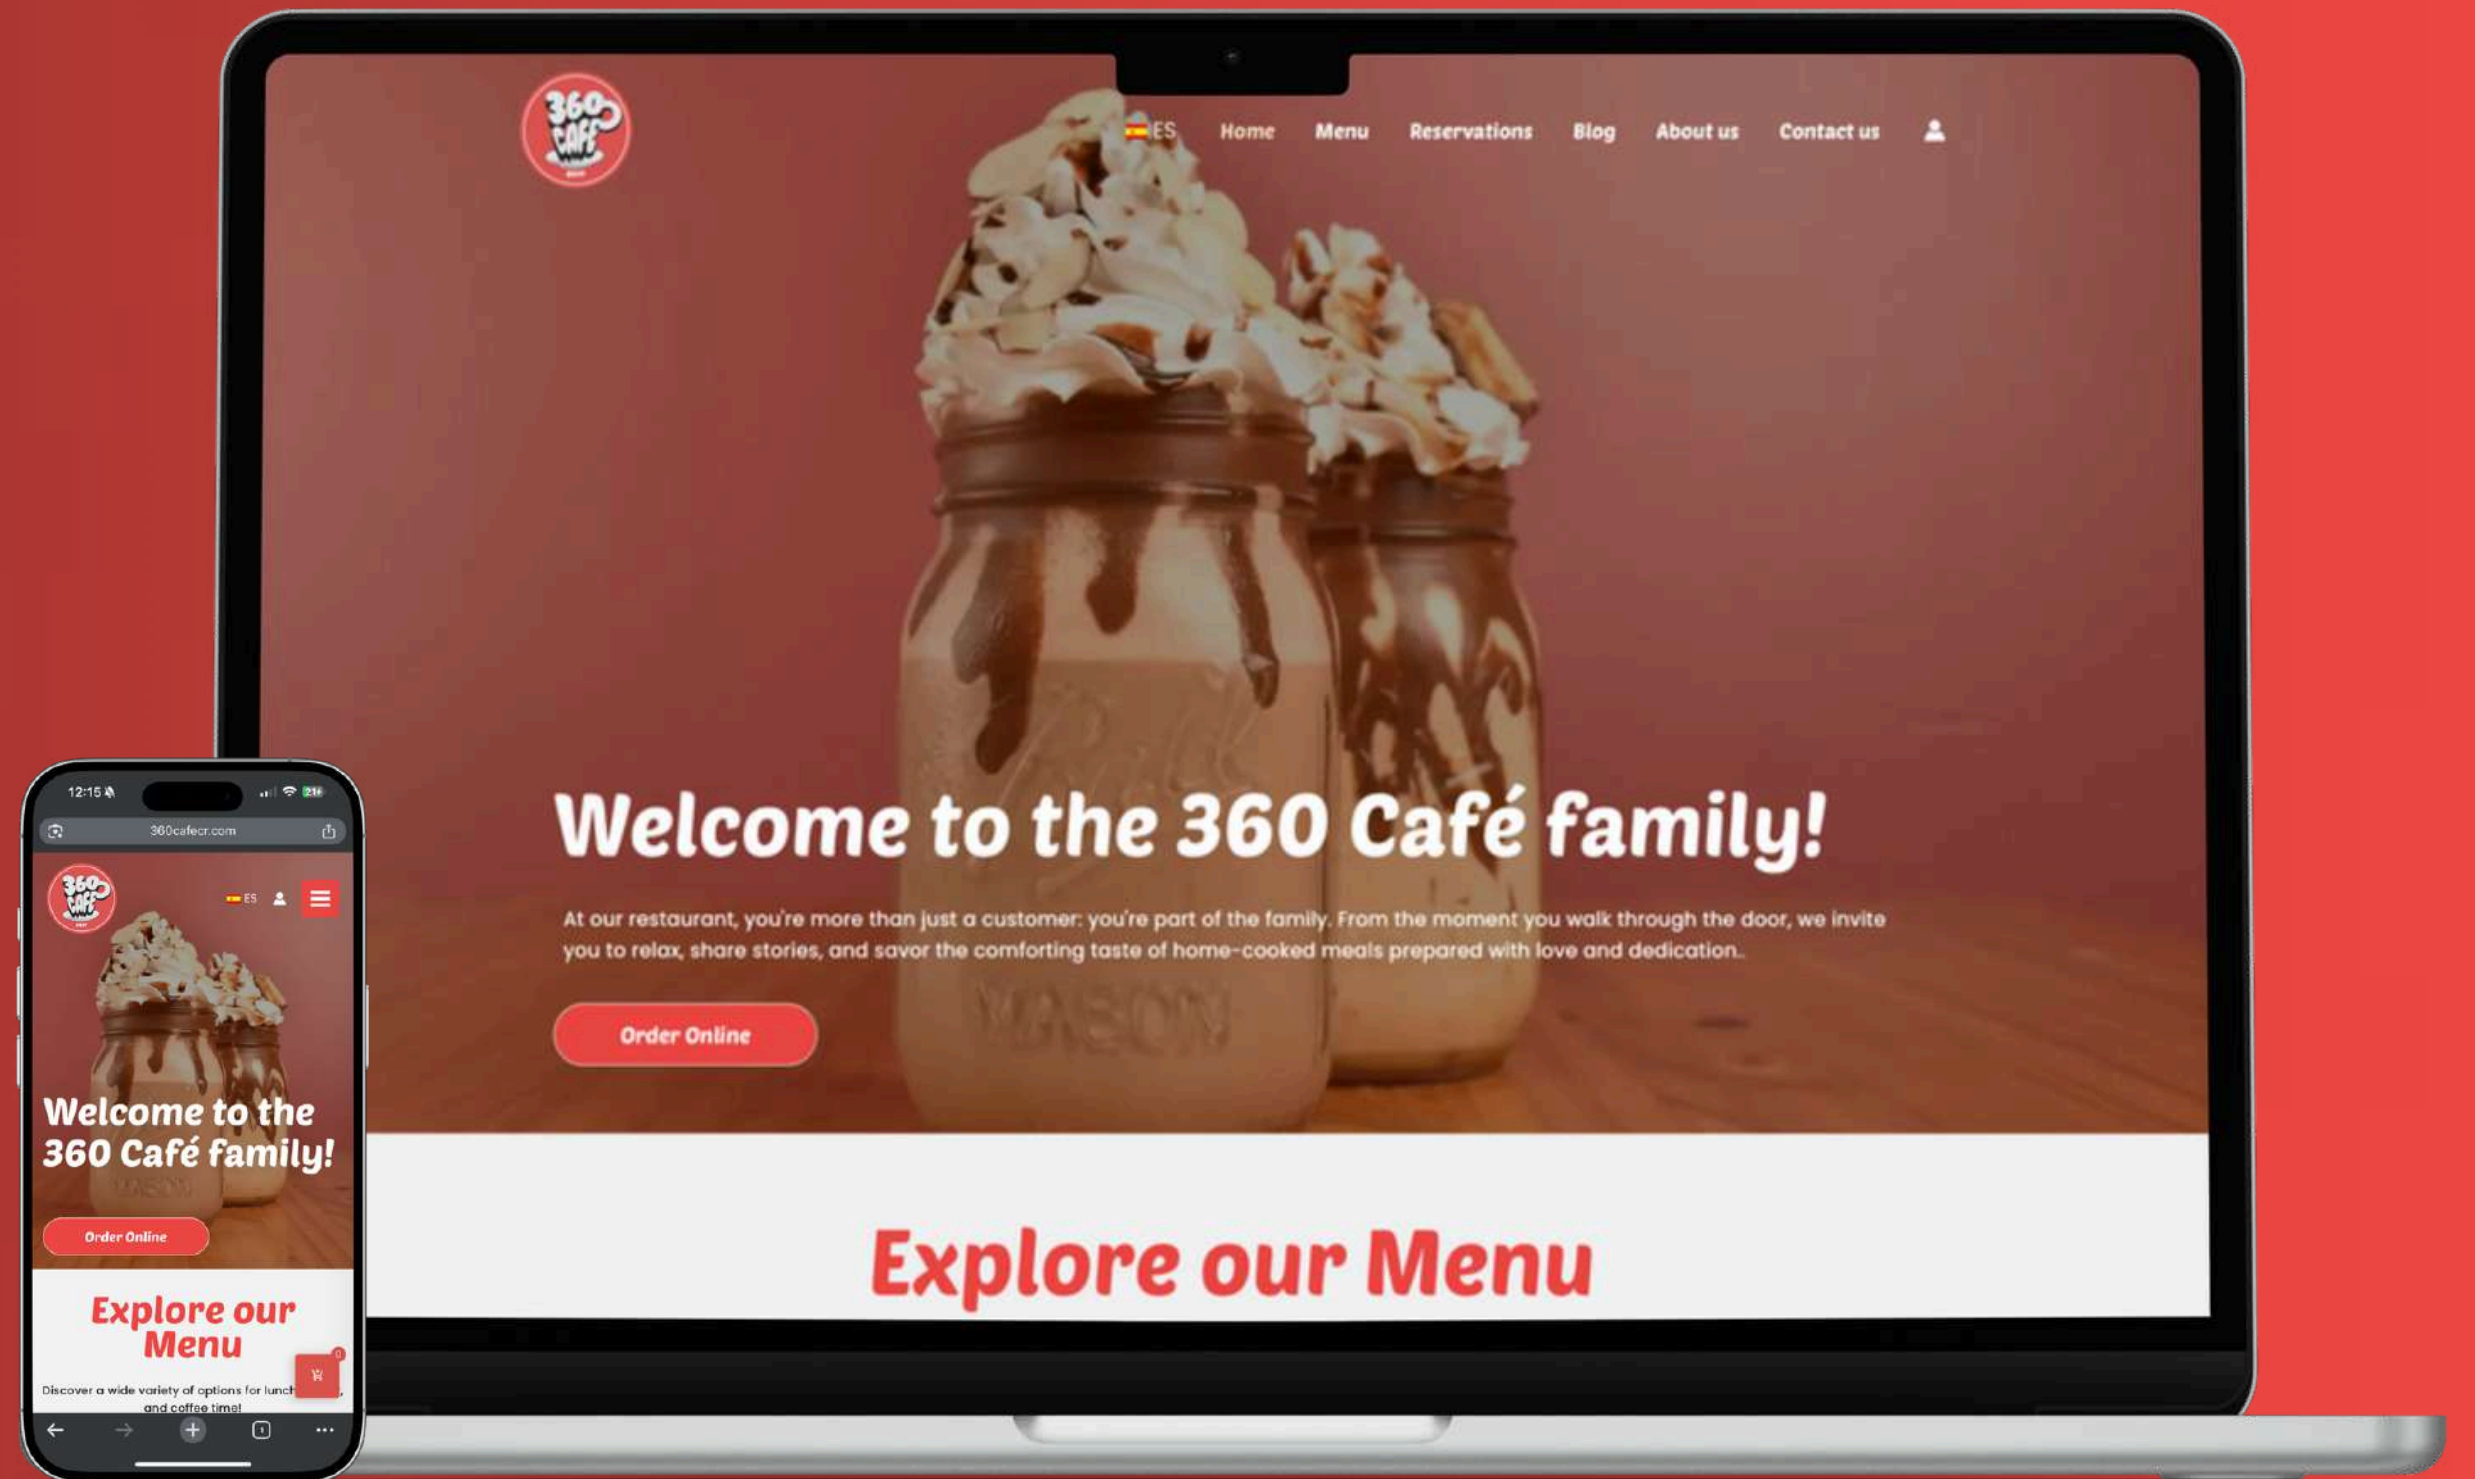 360
CAFE
ES
Home
Menu
Reservations
Blog
About us
Contact us
Ball
MASON
Welcome to the 360 Café family!
At our restaurant, you're more than just a customer: you're part of the family. From the moment you walk through the door, we invite
you to relax, share stories, and savor the comforting taste of home-cooked meals prepared with love and dedication..
Order Online
Explore our Menu
12:15
21
360cafecr.com
360
CAFE
ES
MASON
Welcome to the
360 Café family!
Order Online
Explore our
Menu
0
Discover a wide variety of options for lunch
and coffee time!
1